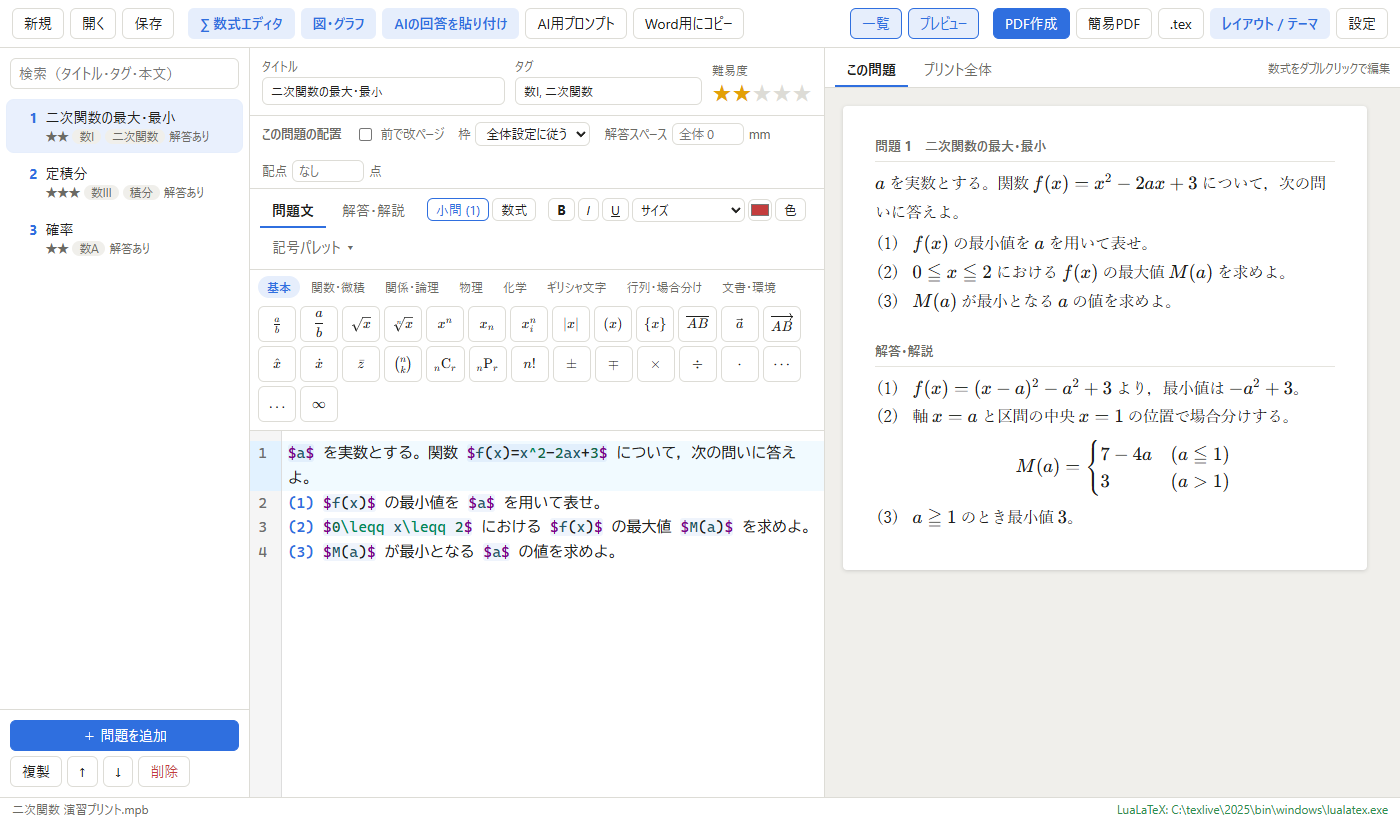 新規 開く 保存 ∑ 数式エディタ 図・グラフ AIの回答を貼り付け AI用プロンプト Word用にコピー 一覧 プレビュー PDF作成 簡易PDF .tex レイアウト / テーマ 設定
検索（タイトル・タグ・本文）
1 二次関数の最大・最小
★★ 数I 二次関数 解答あり
2 定積分
★★★ 数III 積分 解答あり
3 確率
★★ 数A 解答あり
＋ 問題を追加
複製 ↑ ↓ 削除
タイトル タグ 難易度
二次関数の最大・最小 数I, 二次関数 ★★★★★
この問題の配置 前で改ページ 枠 全体設定に従う 解答スペース 全体 0 mm
配点 なし 点
問題文 解答・解説 小問 (1) 数式 B I U サイズ 色
記号パレット ▾
基本 関数・微積 関係・論理 物理 化学 ギリシャ文字 行列・場合分け 文書・環境
a/b a/b √x ⁿ√x xⁿ xₙ xᵢⁿ |x| (x) {x} AB a AB
x̂ ẋ z̄ (n k) ₙCᵣ ₙPᵣ n! ± ∓ × ÷ · ⋯
… ∞
1 $a$ を実数とする。関数 $f(x)=x^2-2ax+3$ について，次の問いに答え
よ。
2 (1) $f(x)$ の最小値を $a$ を用いて表せ。
3 (2) $0\leqq x\leqq 2$ における $f(x)$ の最大値 $M(a)$ を求めよ。
4 (3) $M(a)$ が最小となる $a$ の値を求めよ。
この問題 プリント全体 数式をダブルクリックで編集
問題 1 二次関数の最大・最小
a を実数とする。関数 f(x) = x² − 2ax + 3 について，次の問
いに答えよ。
(1) f(x) の最小値を a を用いて表せ。
(2) 0 ≦ x ≦ 2 における f(x) の最大値 M(a) を求めよ。
(3) M(a) が最小となる a の値を求めよ。
解答・解説
(1) f(x) = (x − a)² − a² + 3 より，最小値は −a² + 3。
(2) 軸 x = a と区間の中央 x = 1 の位置で場合分けする。
M(a) = { 7 − 4a (a ≦ 1)
3 (a > 1)
(3) a ≧ 1 のとき最小値 3。
二次関数 演習プリント.mpb
LuaLaTeX: C:\texlive\2025\bin\windows\lualatex.exe